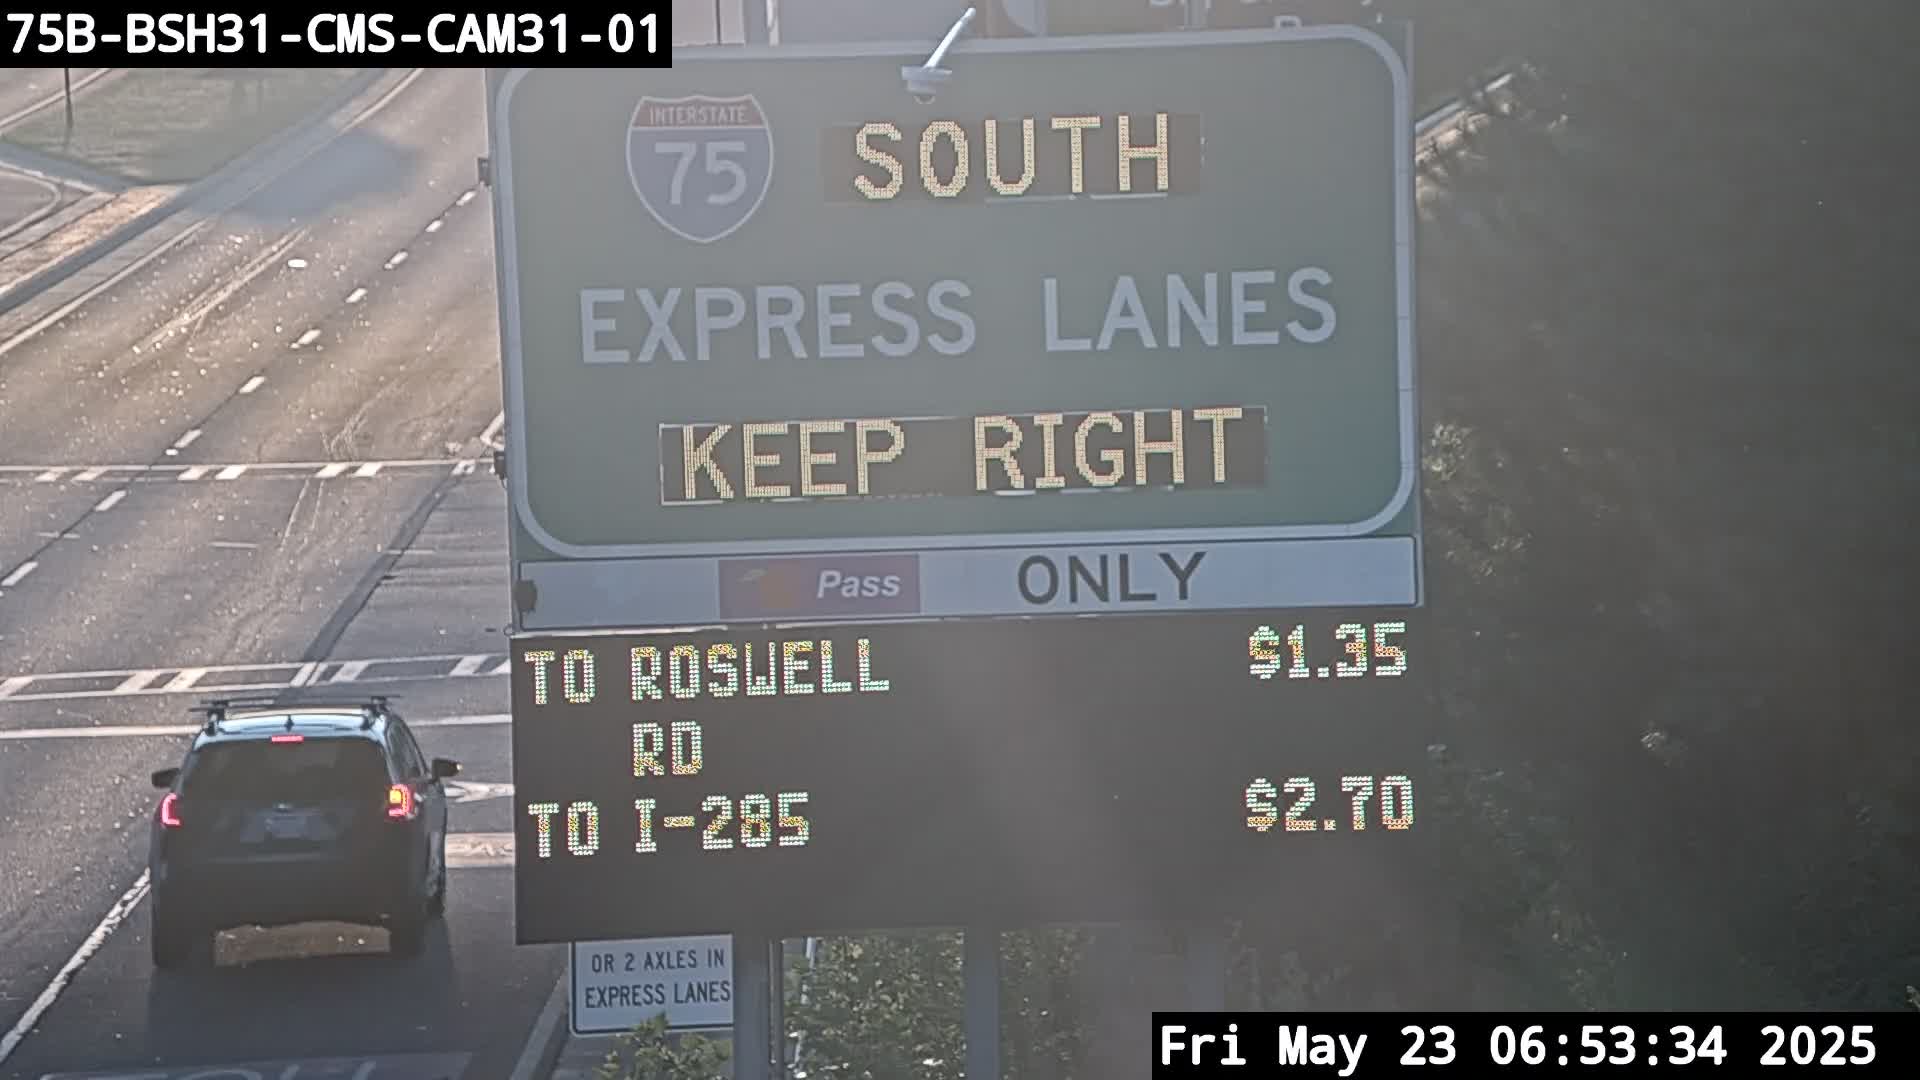 75B-BSH31-CMS-CAM31-01
INTERSTATE
75
SOUTH
EXPRESS LANES
KEEP RIGHT
Pass ONLY
TO ROSWELL $1.35
RD
TO I-285 $2.70
OR 2 AXLES IN
EXPRESS LANES
Fri May 23 06:53:34 2025